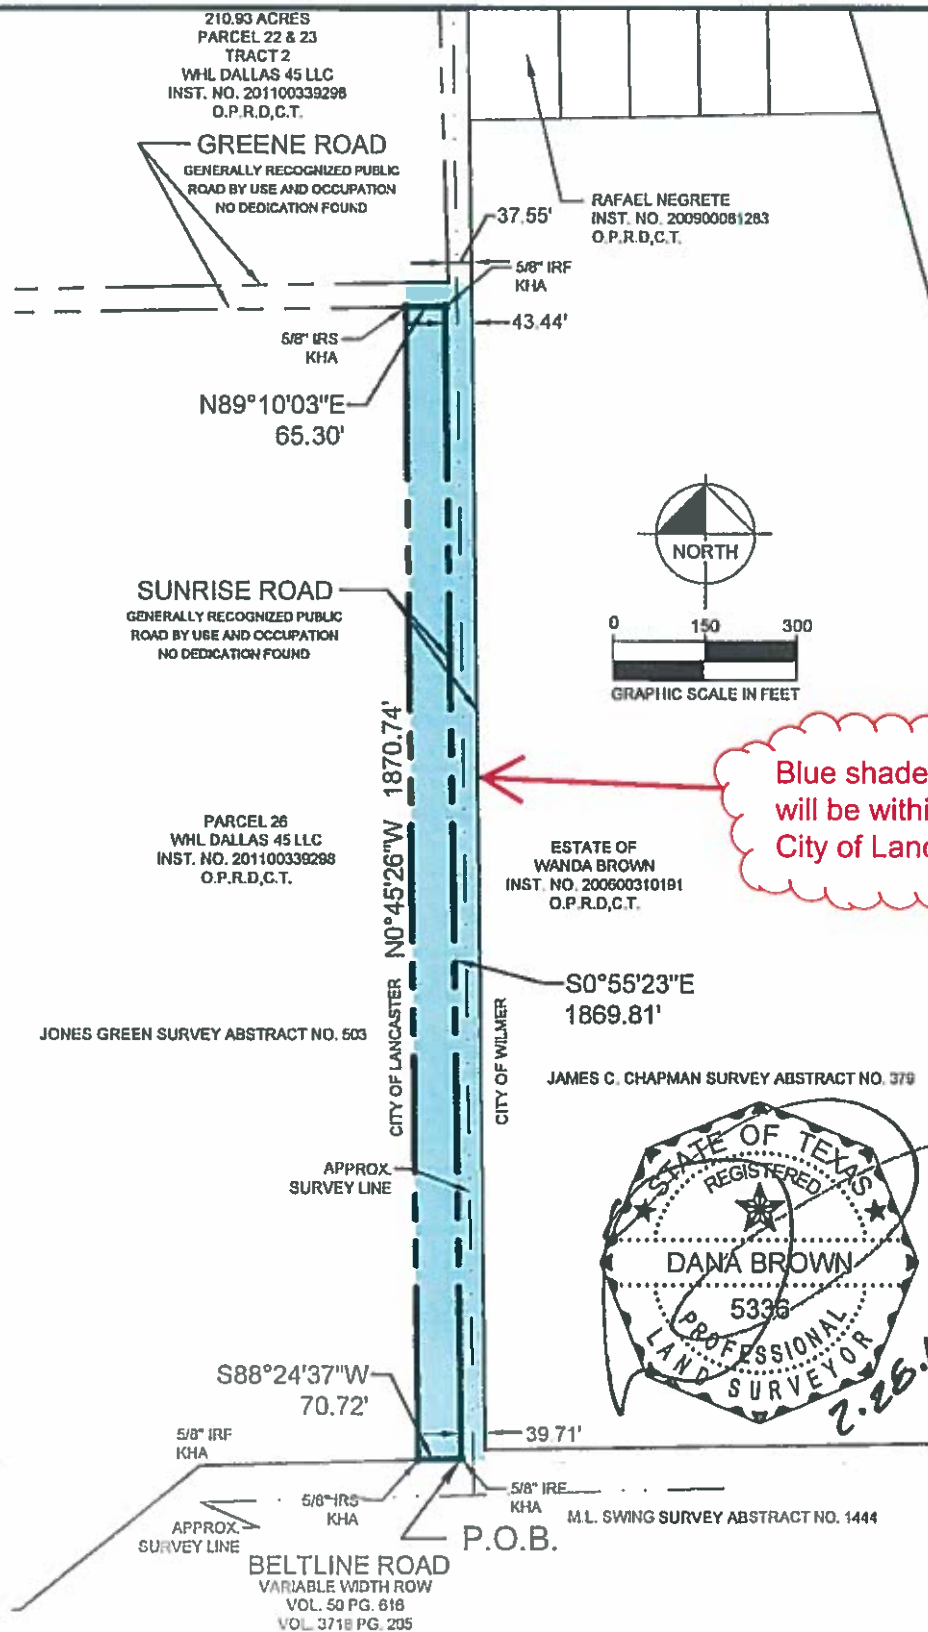 210.93 ACRES
PARCEL 22 & 23
TRACT 2
WHL DALLAS 45 LLC
INST. NO. 201100339298
O.P.R.D,C.T.
GREENE ROAD
GENERALLY RECOGNIZED PUBLIC
ROAD BY USE AND OCCUPATION
NO DEDICATION FOUND
RAFAEL NEGRETE
INST. NO. 200900081283
O.P.R.D,C.T.
37.55'
5/8" IRF
KHA
43.44'
5/8" IRS
KHA
N89°10'03"E
65.30'
NORTH
0 150 300
GRAPHIC SCALE IN FEET
SUNRISE ROAD
GENERALLY RECOGNIZED PUBLIC
ROAD BY USE AND OCCUPATION
NO DEDICATION FOUND
N0°45'26"W 1870.74'
Blue shade
will be withi
City of Lanc
PARCEL 26
WHL DALLAS 45 LLC
INST. NO. 201100339298
O.P.R.D,C.T.
ESTATE OF
WANDA BROWN
INST. NO. 200600310191
O.P.R.D,C.T.
S0°55'23"E
1869.81'
JONES GREEN SURVEY ABSTRACT NO. 503
CITY OF LANCASTER
CITY OF WILMER
JAMES C. CHAPMAN SURVEY ABSTRACT NO. 379
APPROX.
SURVEY LINE
STATE OF TEXAS
REGISTERED
DANA BROWN
5336
PROFESSIONAL
LAND SURVEYOR
S88°24'37"W
70.72'
39.71'
5/8" IRF
KHA
5/8" IRS
KHA
5/8" IRF
KHA
M.L. SWING SURVEY ABSTRACT NO. 1444
APPROX.
SURVEY LINE
P.O.B.
BELTLINE ROAD
VARIABLE WIDTH ROW
VOL. 50 PG. 616
VOL. 3718 PG. 205